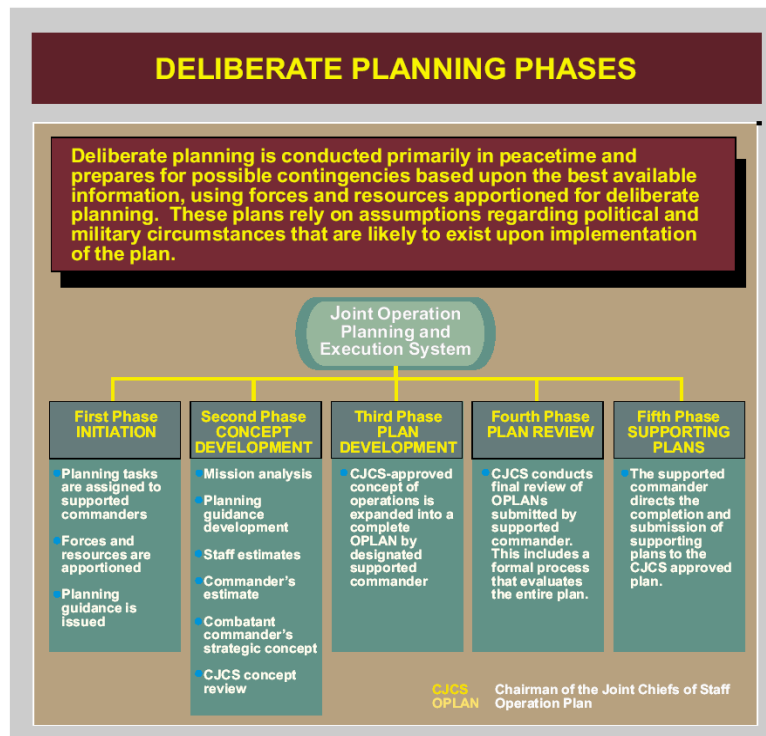 DELIBERATE PLANNING PHASES
Deliberate planning is conducted primarily in peacetime and
prepares for possible contingencies based upon the best available
information, using forces and resources apportioned for deliberate
planning. These plans rely on assumptions regarding political and
military circumstances that are likely to exist upon implementation
of the plan.
Joint Operation
Planning and
Execution System
First Phase
INITIATION
Planning tasks
are assigned to
supported
commanders
Forces and
resources are
apportioned
Planning
guidance is
issued
Second Phase
CONCEPT
DEVELOPMENT
Mission analysis
Planning
guidance
development
Staff estimates
Commander's
estimate
Combatant
commander's
strategic concept
CJCS concept
review
Third Phase
PLAN
DEVELOPMENT
CJCS-approved
concept of
operations is
expanded into a
complete
OPLAN by
designated
supported
commander
Fourth Phase
PLAN REVIEW
CJCS conducts
final review of
OPLANs
submitted by
supported
commander.
This includes a
formal process
that evaluates
the entire plan.
Fifth Phase
SUPPORTING
PLANS
The supported
commander
directs the
completion and
submission of
supporting
plans to the
CJCS approved
plan.
CJCS Chairman of the Joint Chiefs of Staff
OPLAN Operation Plan